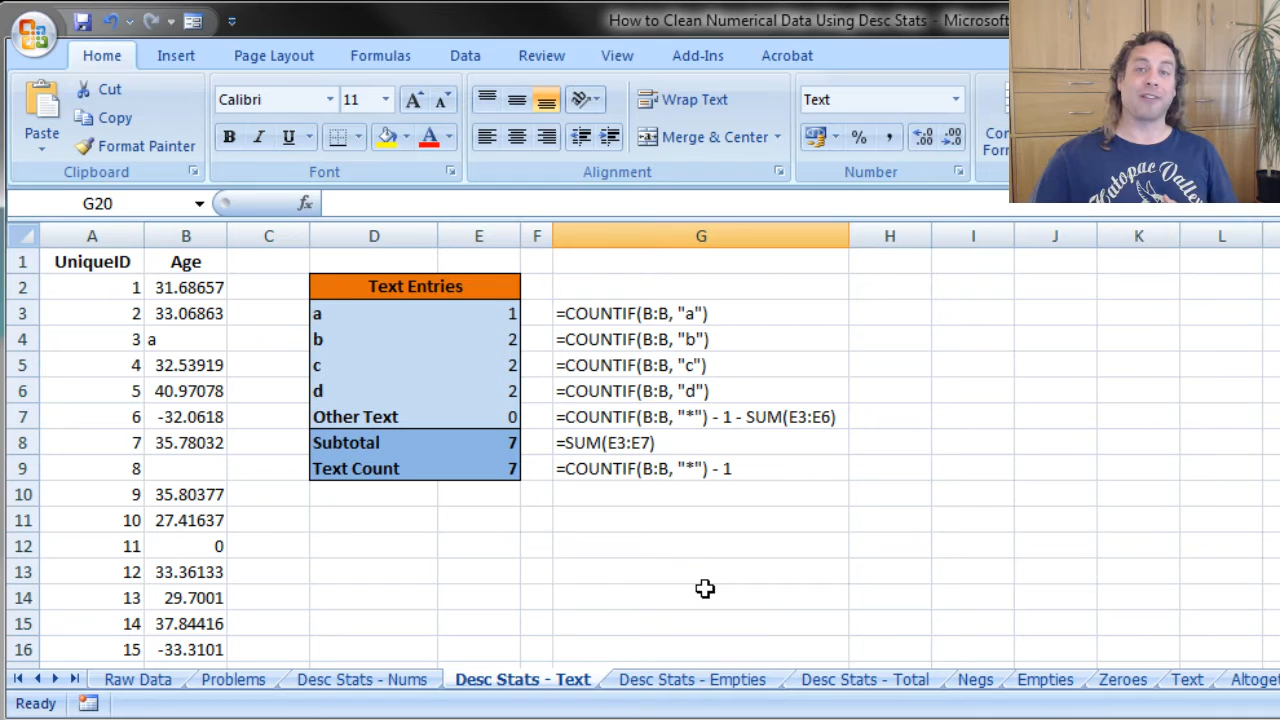 How to Clean Numerical Data Using Desc Stats - Microsoft
Home Insert Page Layout Formulas Data Review View Add-Ins Acrobat
Cut
Copy
Format Painter
Paste
Clipboard
Calibri 11
B I U A
Font
Wrap Text
Merge & Center
Alignment
Text
% , .00 .0
Number
Con
Form
G20 fx
A B C D E F G H I J K L
1 UniqueID Age
2 1 31.68657 Text Entries
3 2 33.06863 a 1 =COUNTIF(B:B, "a")
4 3 a b 2 =COUNTIF(B:B, "b")
5 4 32.53919 c 2 =COUNTIF(B:B, "c")
6 5 40.97078 d 2 =COUNTIF(B:B, "d")
7 6 -32.0618 Other Text 0 =COUNTIF(B:B, "*") - 1 - SUM(E3:E6)
8 7 35.78032 Subtotal 7 =SUM(E3:E7)
9 8 Text Count 7 =COUNTIF(B:B, "*") - 1
10 9 35.80377
11 10 27.41637
12 11 0
13 12 33.36133
14 13 29.7001
15 14 37.84416
16 15 -33.3101
Raw Data Problems Desc Stats - Nums Desc Stats - Text Desc Stats - Empties Desc Stats - Total Negs Empties Zeroes Text Altoge
Ready